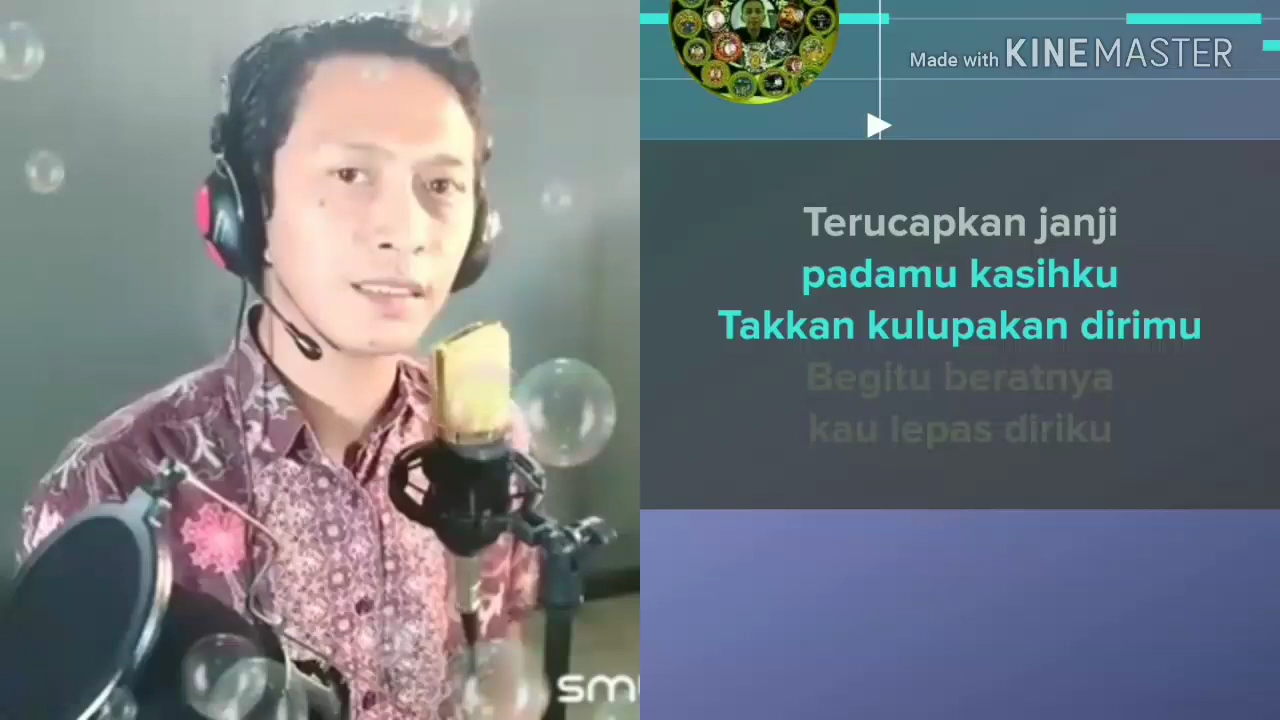 Made with KINEMASTER
Terucapkan janji
padamu kasihku
Takkan kulupakan dirimu
Begitu beratnya
kau lepas diriku
sm